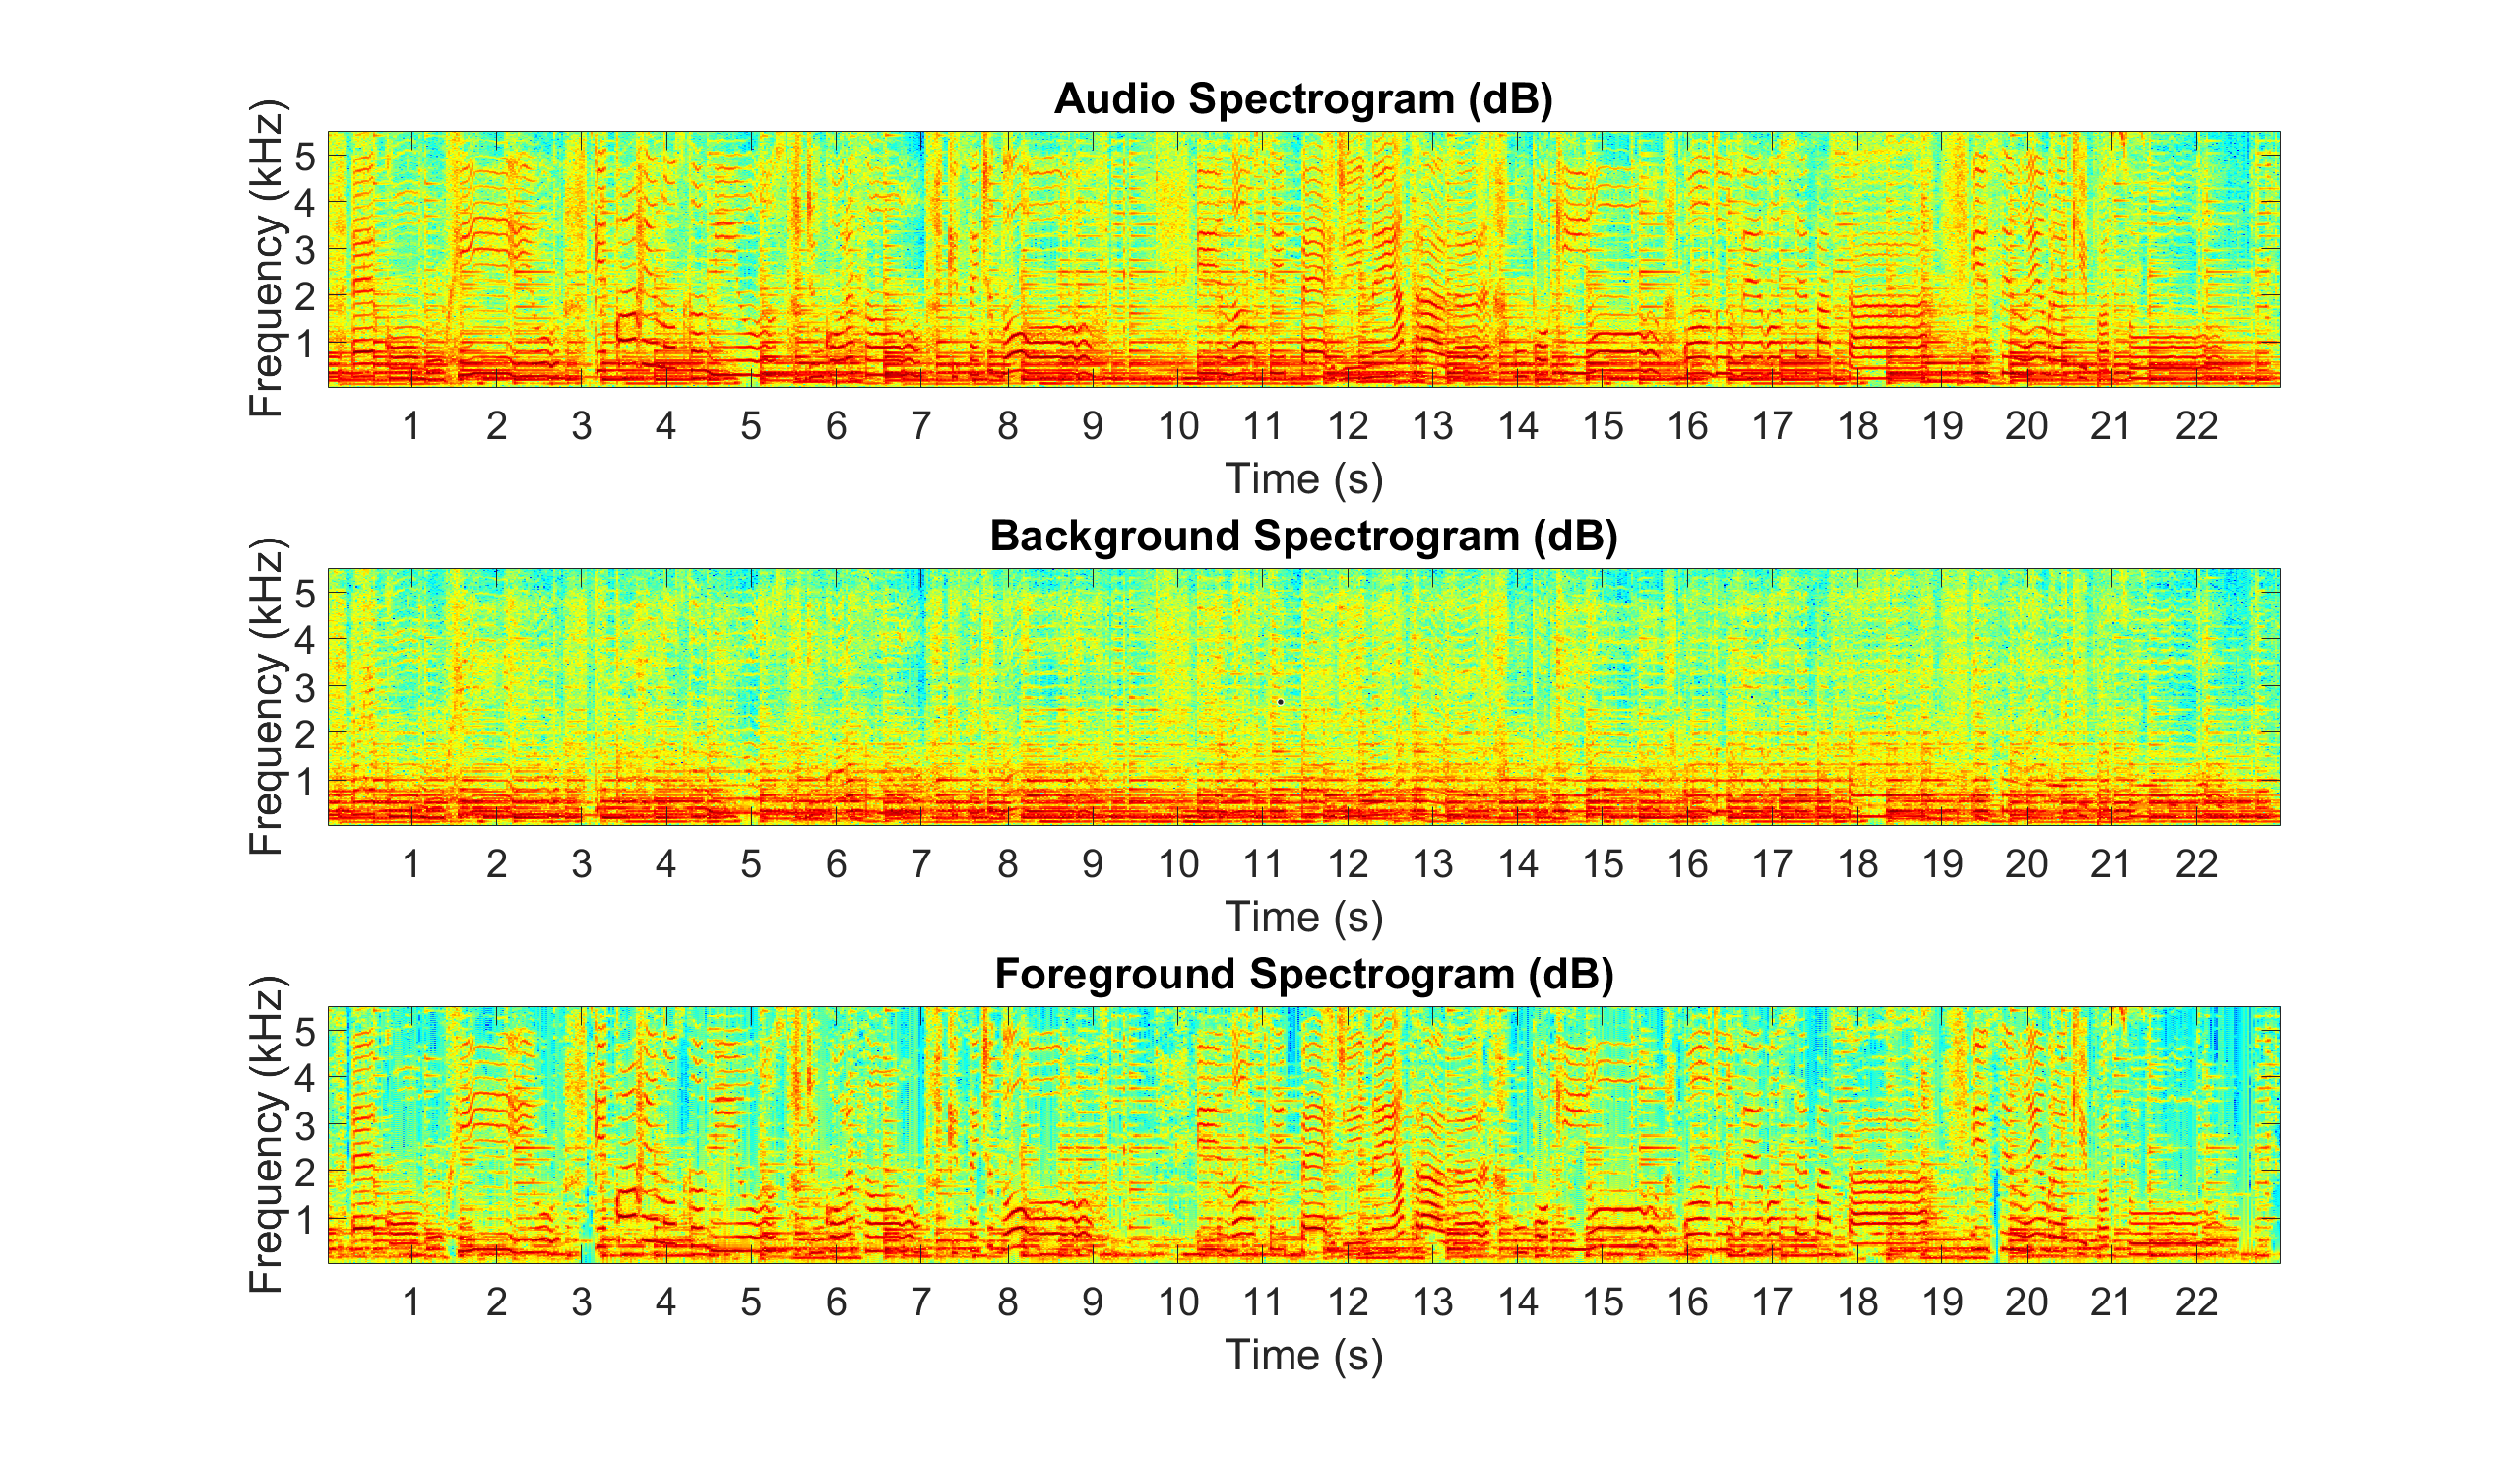 Audio Spectrogram (dB)
Frequency (kHz)
5
4
3
2
1
1 2 3 4 5 6 7 8 9 10 11 12 13 14 15 16 17 18 19 20 21 22
Time (s)
Background Spectrogram (dB)
Frequency (kHz)
5
4
3
2
1
1 2 3 4 5 6 7 8 9 10 11 12 13 14 15 16 17 18 19 20 21 22
Time (s)
Foreground Spectrogram (dB)
Frequency (kHz)
5
4
3
2
1
1 2 3 4 5 6 7 8 9 10 11 12 13 14 15 16 17 18 19 20 21 22
Time (s)